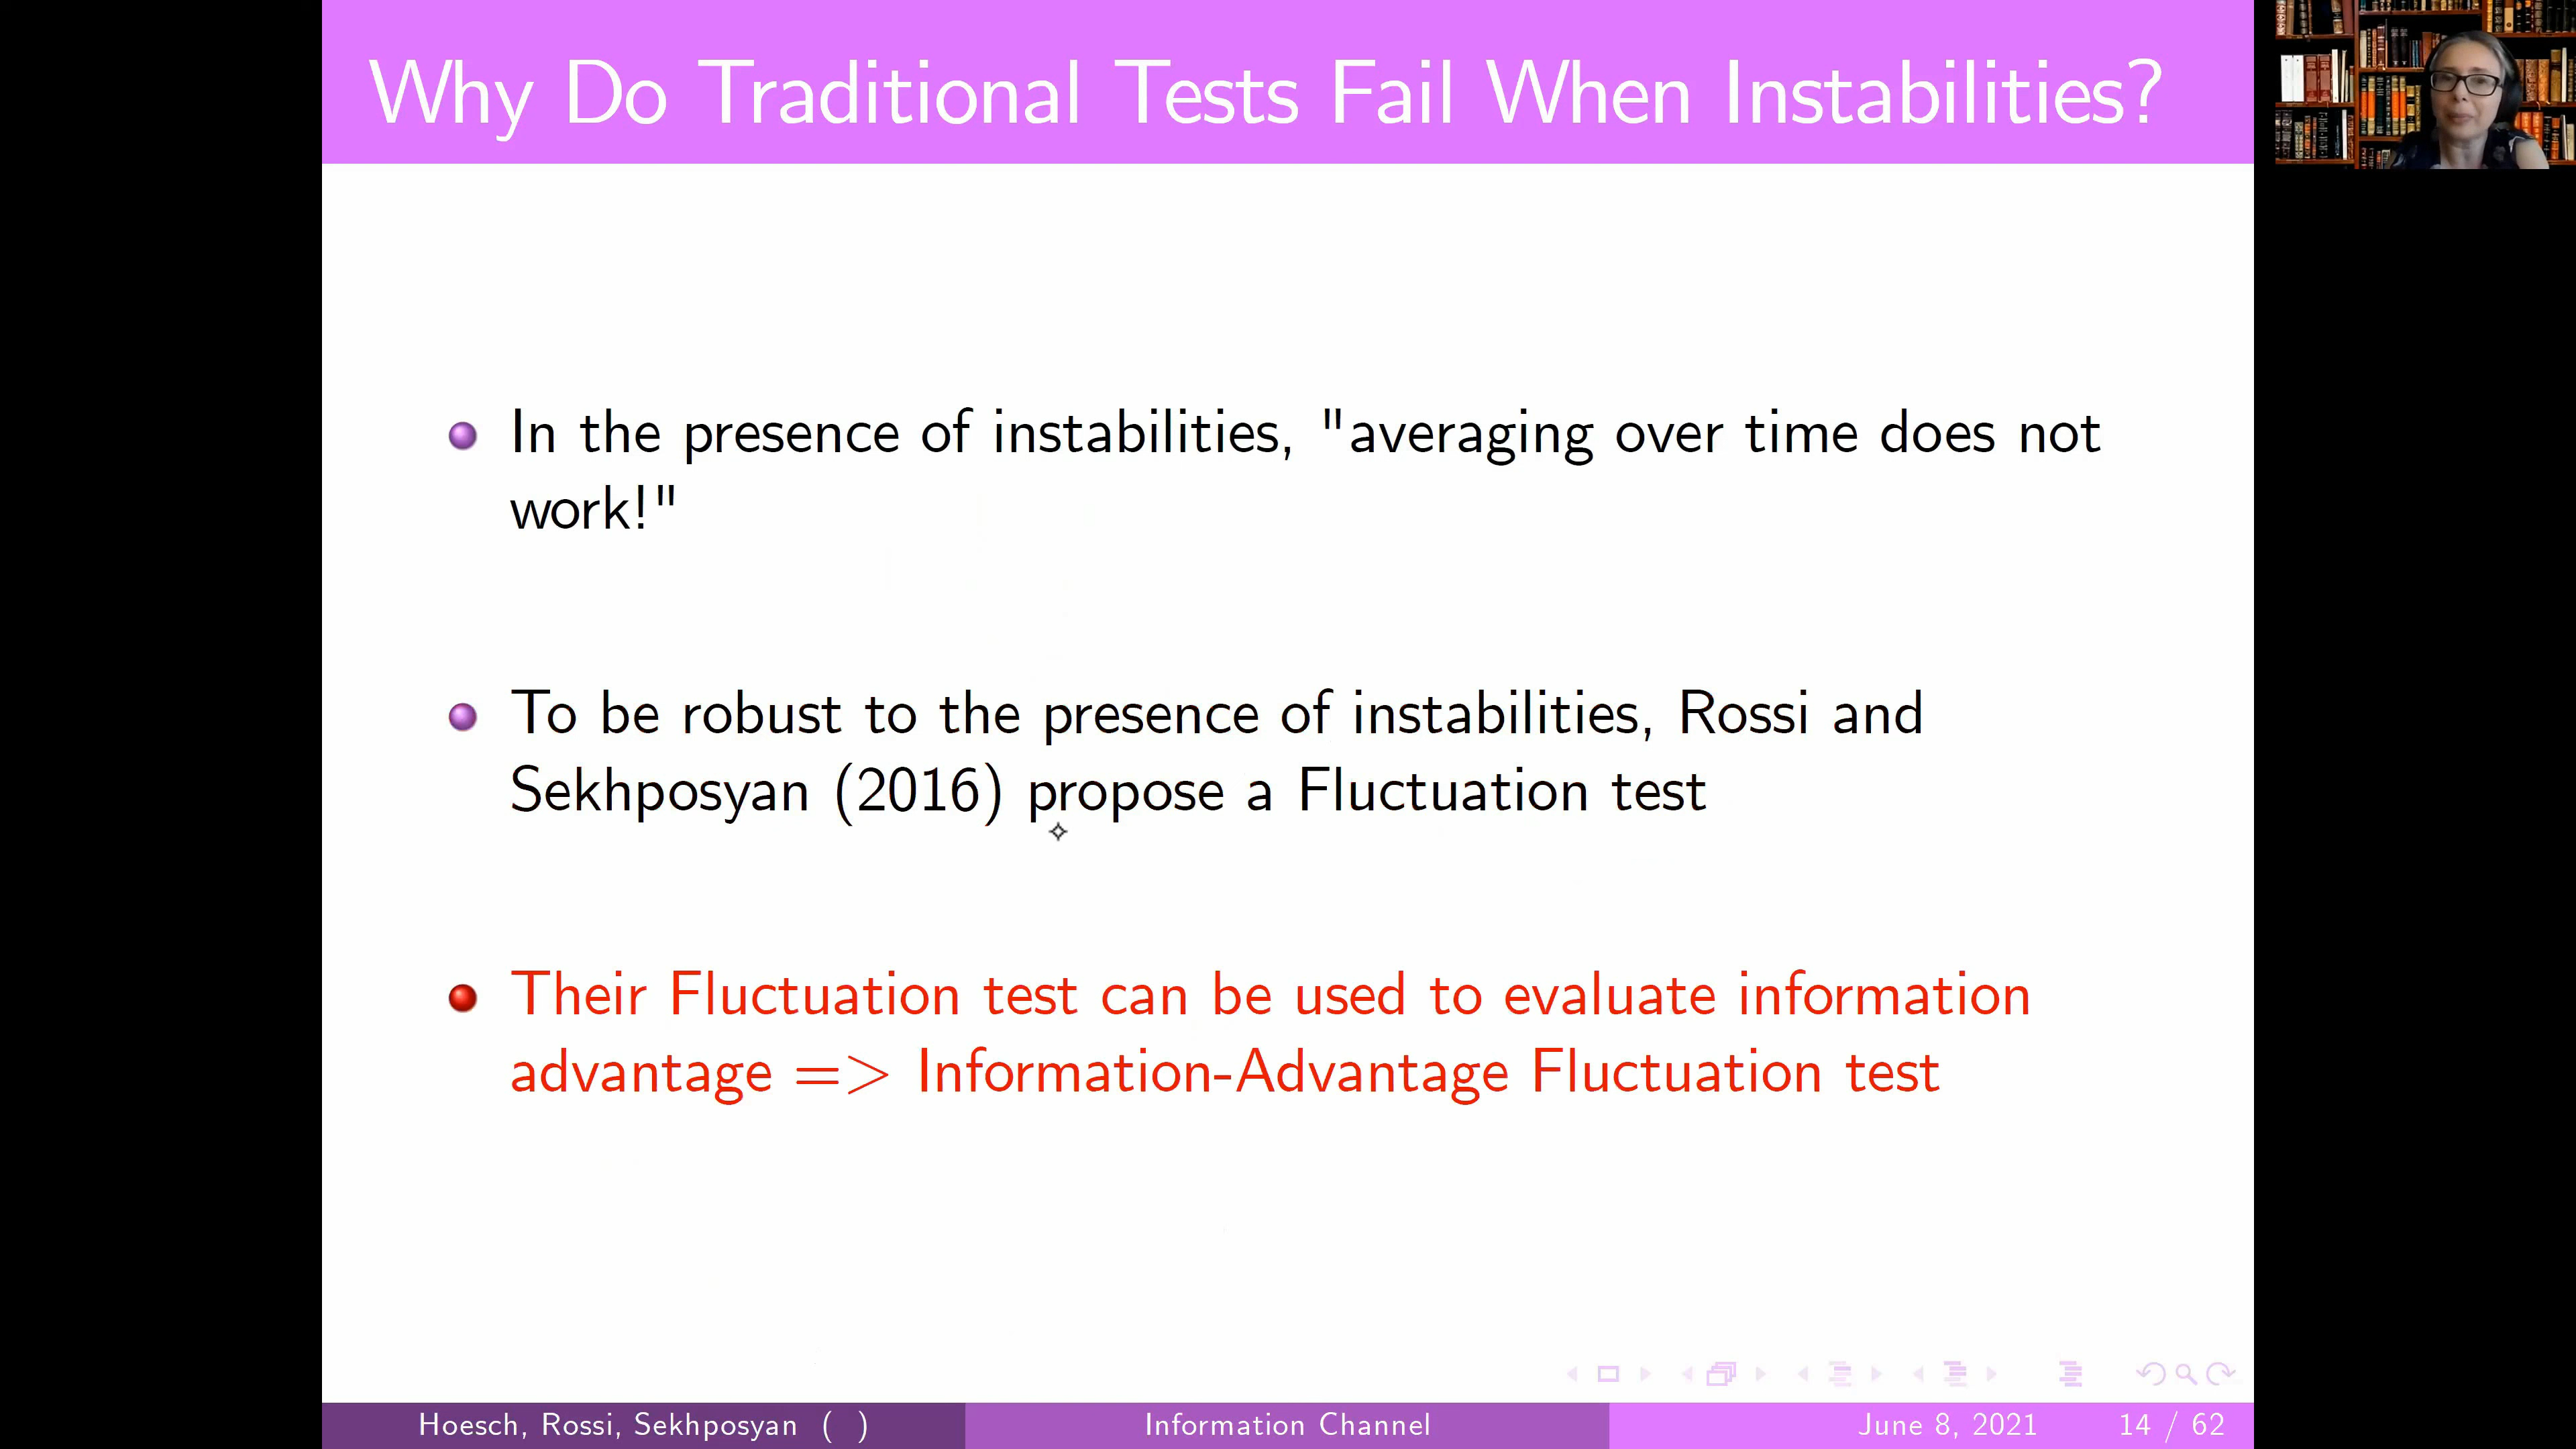 Why Do Traditional Tests Fail When Instabilities?
In the presence of instabilities, "averaging over time does not
work!"
To be robust to the presence of instabilities, Rossi and
Sekhposyan (2016) propose a Fluctuation test
Their Fluctuation test can be used to evaluate information
advantage => Information-Advantage Fluctuation test
Hoesch, Rossi, Sekhposyan ( )
Information Channel
June 8, 2021
14 / 62